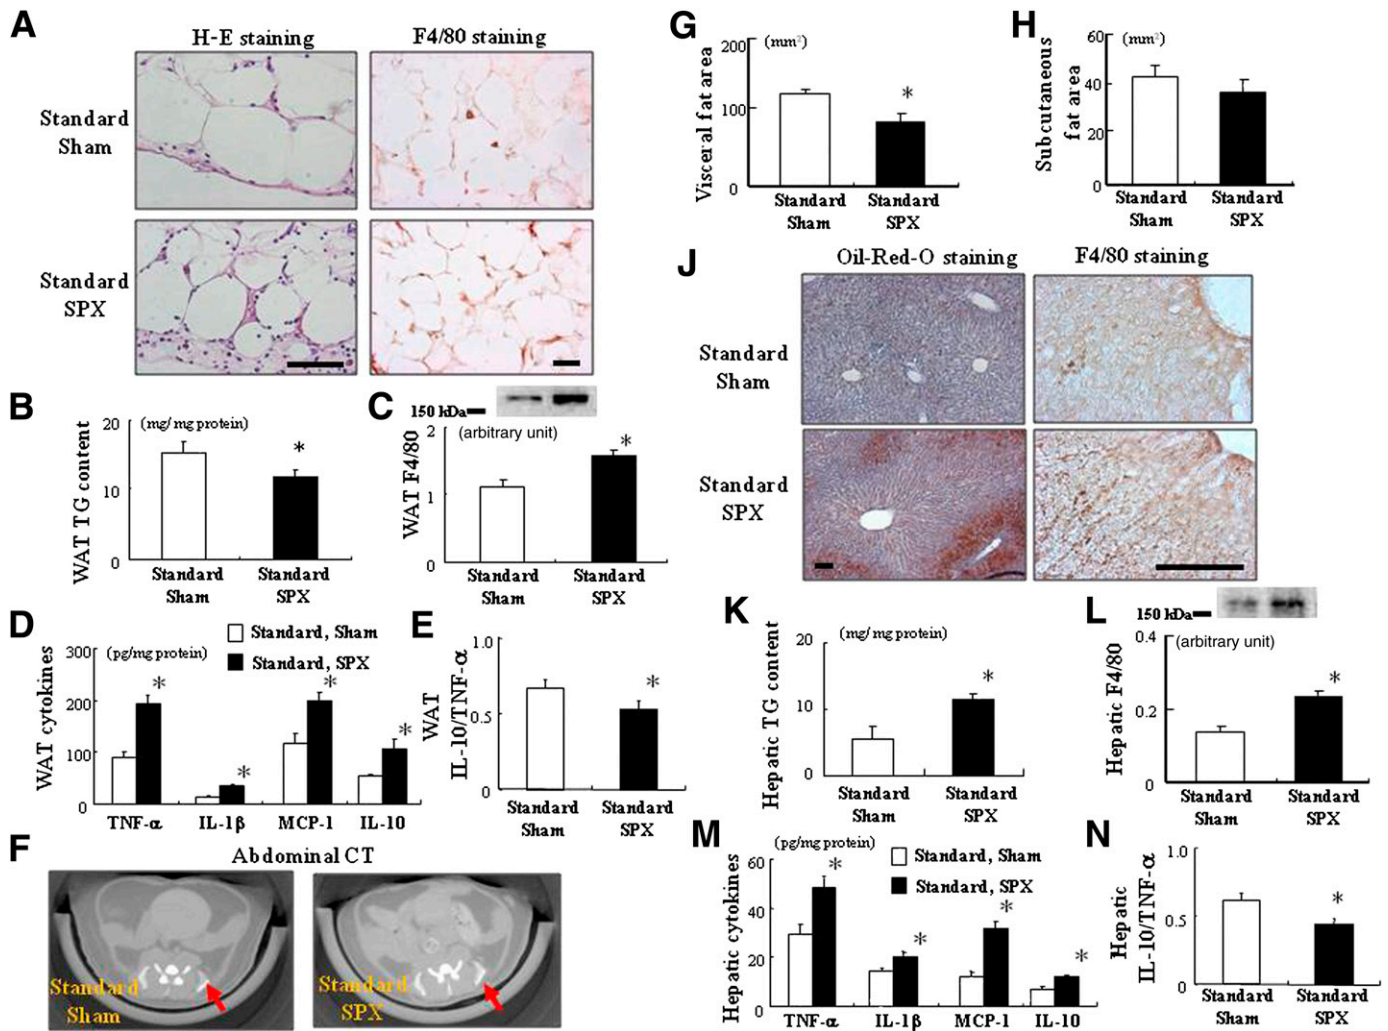 A
H-E staining
F4/80 staining
Standard
Sham
Standard
SPX
B
20
(mg/mg protein)
10
0
WAT TG content
*
Standard
Sham
Standard
SPX
C
150 kDa
2
(arbitrary unit)
1
0
WAT F4/80
*
Standard
Sham
Standard
SPX
D
Standard, Sham
Standard, SPX
300
(pg/mg protein)
200
100
0
WAT cytokines
*
*
*
*
TNF-α
IL-1β
MCP-1
IL-10
E
1.0
0.5
0
WAT
IL-10/TNF-α
*
Standard
Sham
Standard
SPX
F
Abdominal CT
Standard
Sham
Standard
SPX
G
200
(mm²)
100
0
Visceral fat area
*
Standard
Sham
Standard
SPX
H
60
(mm²)
40
20
0
Subcutaneous
fat area
Standard
Sham
Standard
SPX
J
Oil-Red-O staining
F4/80 staining
Standard
Sham
Standard
SPX
K
20
(mg/mg protein)
10
0
Hepatic TG content
*
Standard
Sham
Standard
SPX
L
150 kDa
0.4
(arbitrary unit)
0.2
0
Hepatic F4/80
*
Standard
Sham
Standard
SPX
M
(pg/mg protein)
Standard, Sham
Standard, SPX
60
40
20
0
Hepatic cytokines
*
*
*
*
TNF-α
IL-1β
MCP-1
IL-10
N
1.0
0.5
0
Hepatic
IL-10/TNF-α
*
Standard
Sham
Standard
SPX